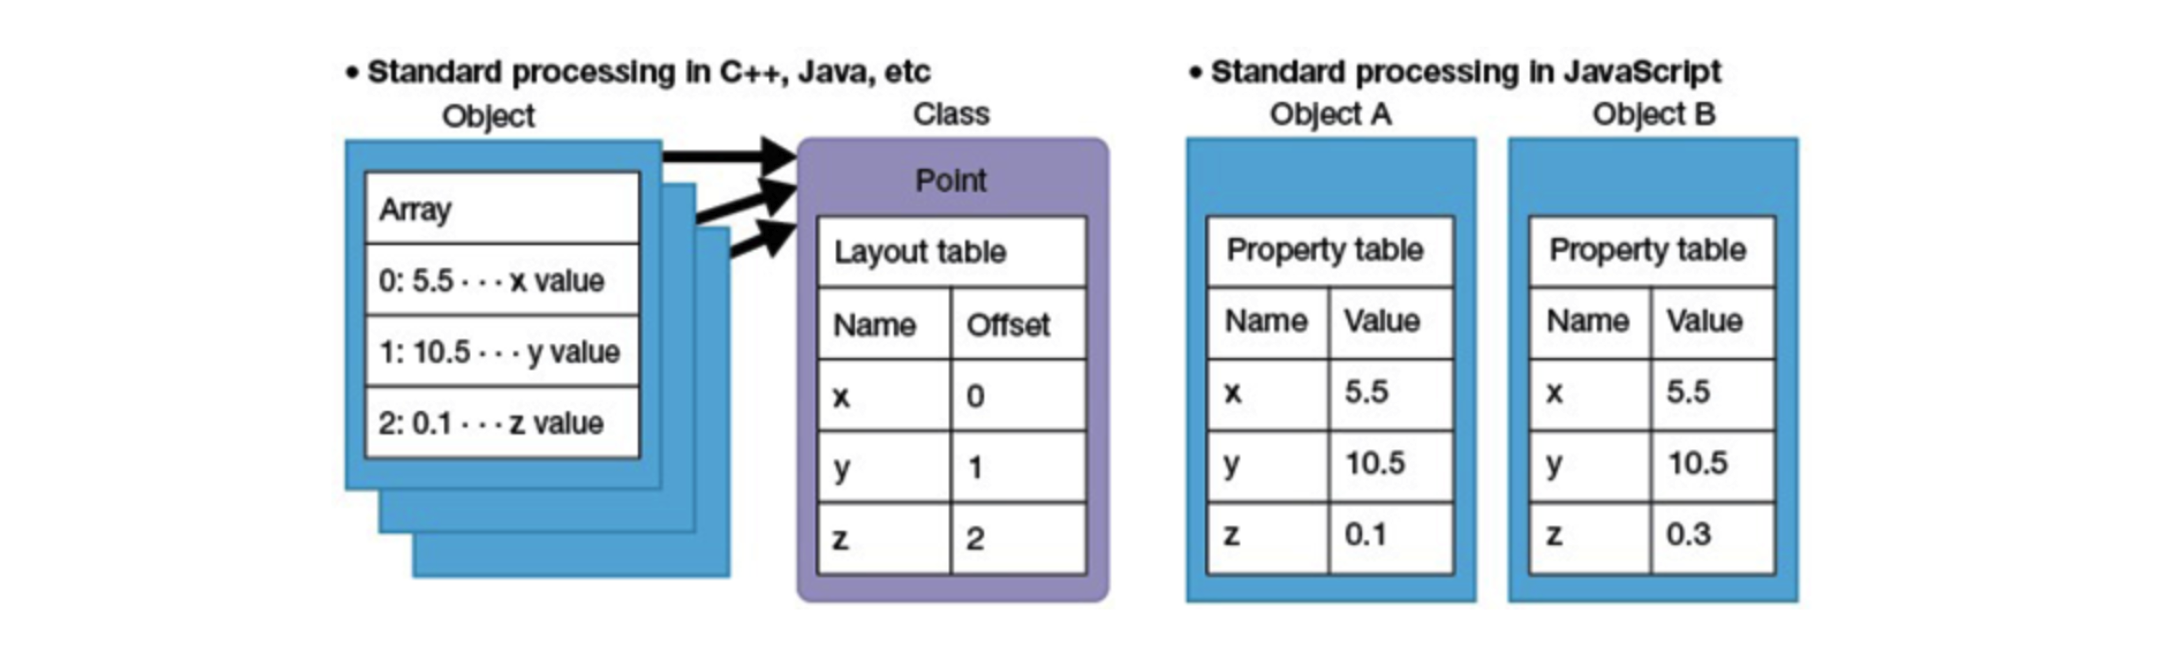 • Standard processing in C++, Java, etc
Object
Class
Array
0: 5.5 · · · x value
1: 10.5 · · · y value
2: 0.1 · · · z value
Point
Layout table
Name Offset
x 0
y 1
z 2
• Standard processing in JavaScript
Object A
Property table
Name Value
x 5.5
y 10.5
z 0.1
Object B
Property table
Name Value
x 5.5
y 10.5
z 0.3